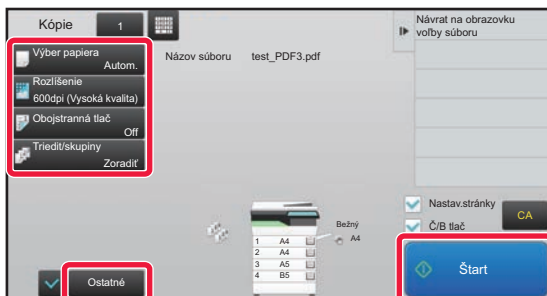 Kópie 1
Výber papiera
Autom.
Rozlíšenie
600dpi (Vysoká kvalita)
Obojstranná tlač
Off
Triediť/skupiny
Zoradiť
Ostatné
Názov súboru test_PDF3.pdf
1 A4
2 A4
3 A5
4 B5
Bežný
A4
Návrat na obrazovku
voľby súboru
Nastav.stránky
Č/B tlač
CA
Štart